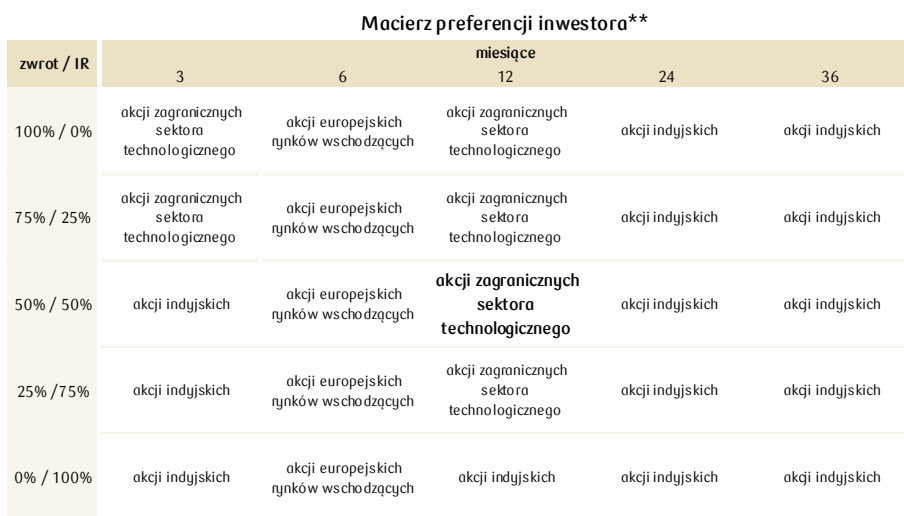 Macierz preferencji inwestora**
zwrot / IR
miesiące
3 6 12 24 36
100% / 0%
akcji zagranicznych
sektora
technologicznego
akcji europejskich
rynków wschodzących
akcji zagranicznych
sektora
technologicznego
akcji indyjskich
akcji indyjskich
75% / 25%
akcji zagranicznych
sektora
technologicznego
akcji europejskich
rynków wschodzących
akcji zagranicznych
sektora
technologicznego
akcji indyjskich
akcji indyjskich
50% / 50%
akcji indyjskich
akcji europejskich
rynków wschodzących
akcji zagranicznych
sektora
technologicznego
akcji indyjskich
akcji indyjskich
25% /75%
akcji indyjskich
akcji europejskich
rynków wschodzących
akcji zagranicznych
sektora
technologicznego
akcji indyjskich
akcji indyjskich
0% / 100%
akcji indyjskich
akcji europejskich
rynków wschodzących
akcji indyjskich
akcji indyjskich
akcji indyjskich